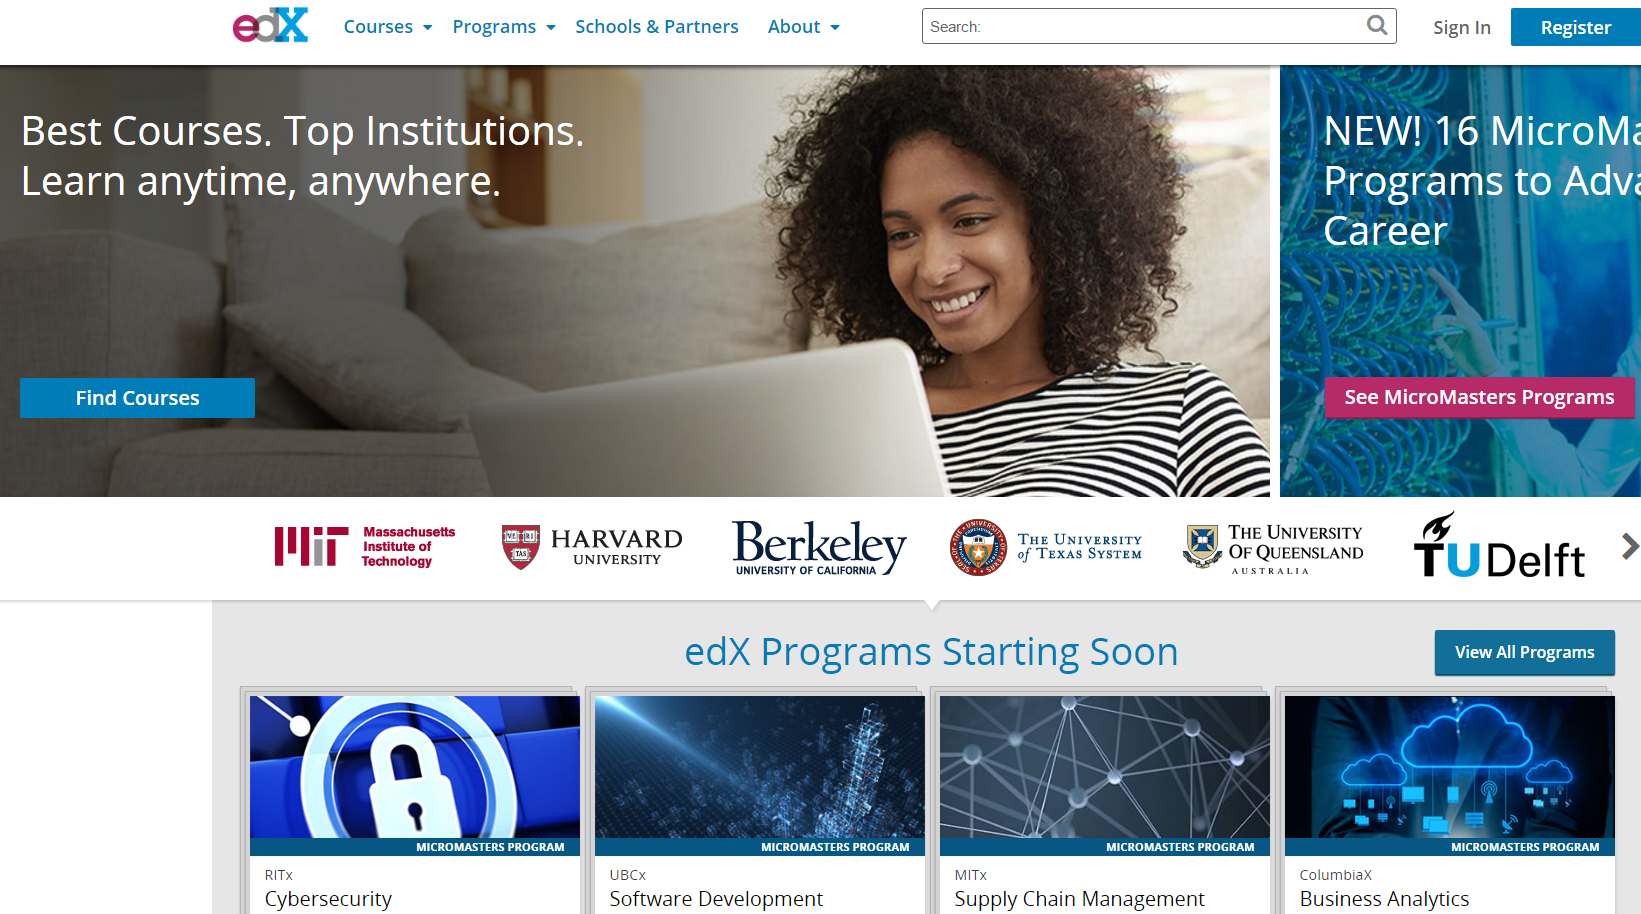 edX
Courses
Programs
Schools & Partners
About
Search:
Sign In
Register
Best Courses. Top Institutions.
Learn anytime, anywhere.
Find Courses
NEW! 16 MicroMa
Programs to Adva
Career
See MicroMasters Programs
MIT
Massachusetts
Institute of
Technology
VE RI
TAS
HARVARD
UNIVERSITY
Berkeley
UNIVERSITY OF CALIFORNIA
THE UNIVERSITY
of TEXAS SYSTEM
THE UNIVERSITY
OF QUEENSLAND
AUSTRALIA
TUDelft
edX Programs Starting Soon
View All Programs
MICROMASTERS PROGRAM
RITx
Cybersecurity
MICROMASTERS PROGRAM
UBCx
Software Development
MICROMASTERS PROGRAM
MITx
Supply Chain Management
MICROMASTERS PROGRAM
ColumbiaX
Business Analytics